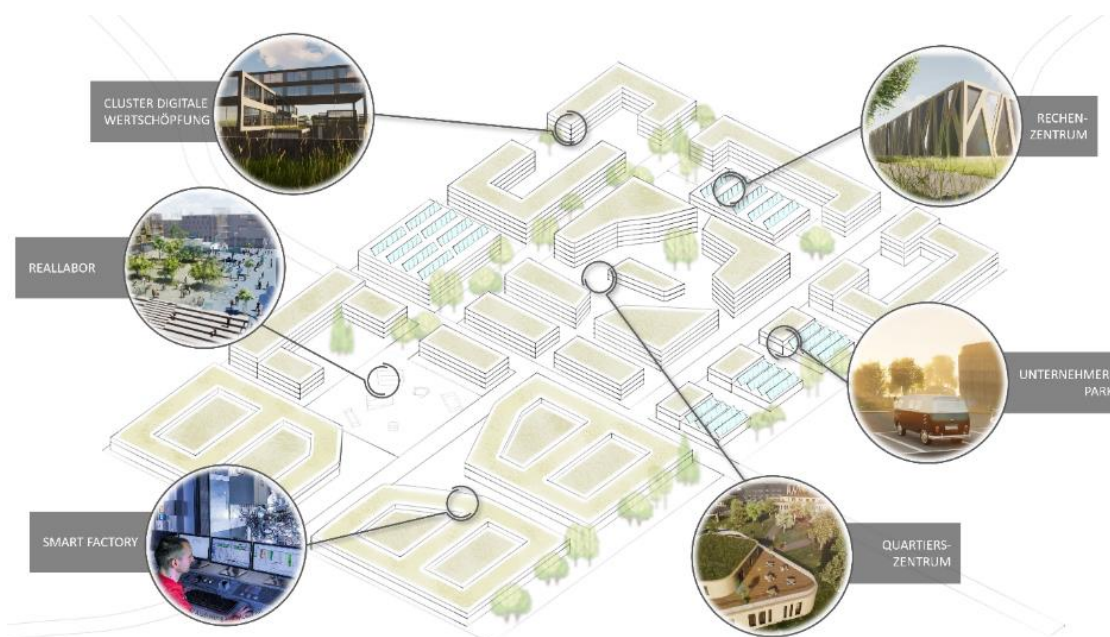 CLUSTER DIGITALE
WERTSCHÖPFUNG
RECHEN-
ZENTRUM
REALLABOR
UNTERNEHMER
PARK
SMART FACTORY
QUARTIERS-
ZENTRUM